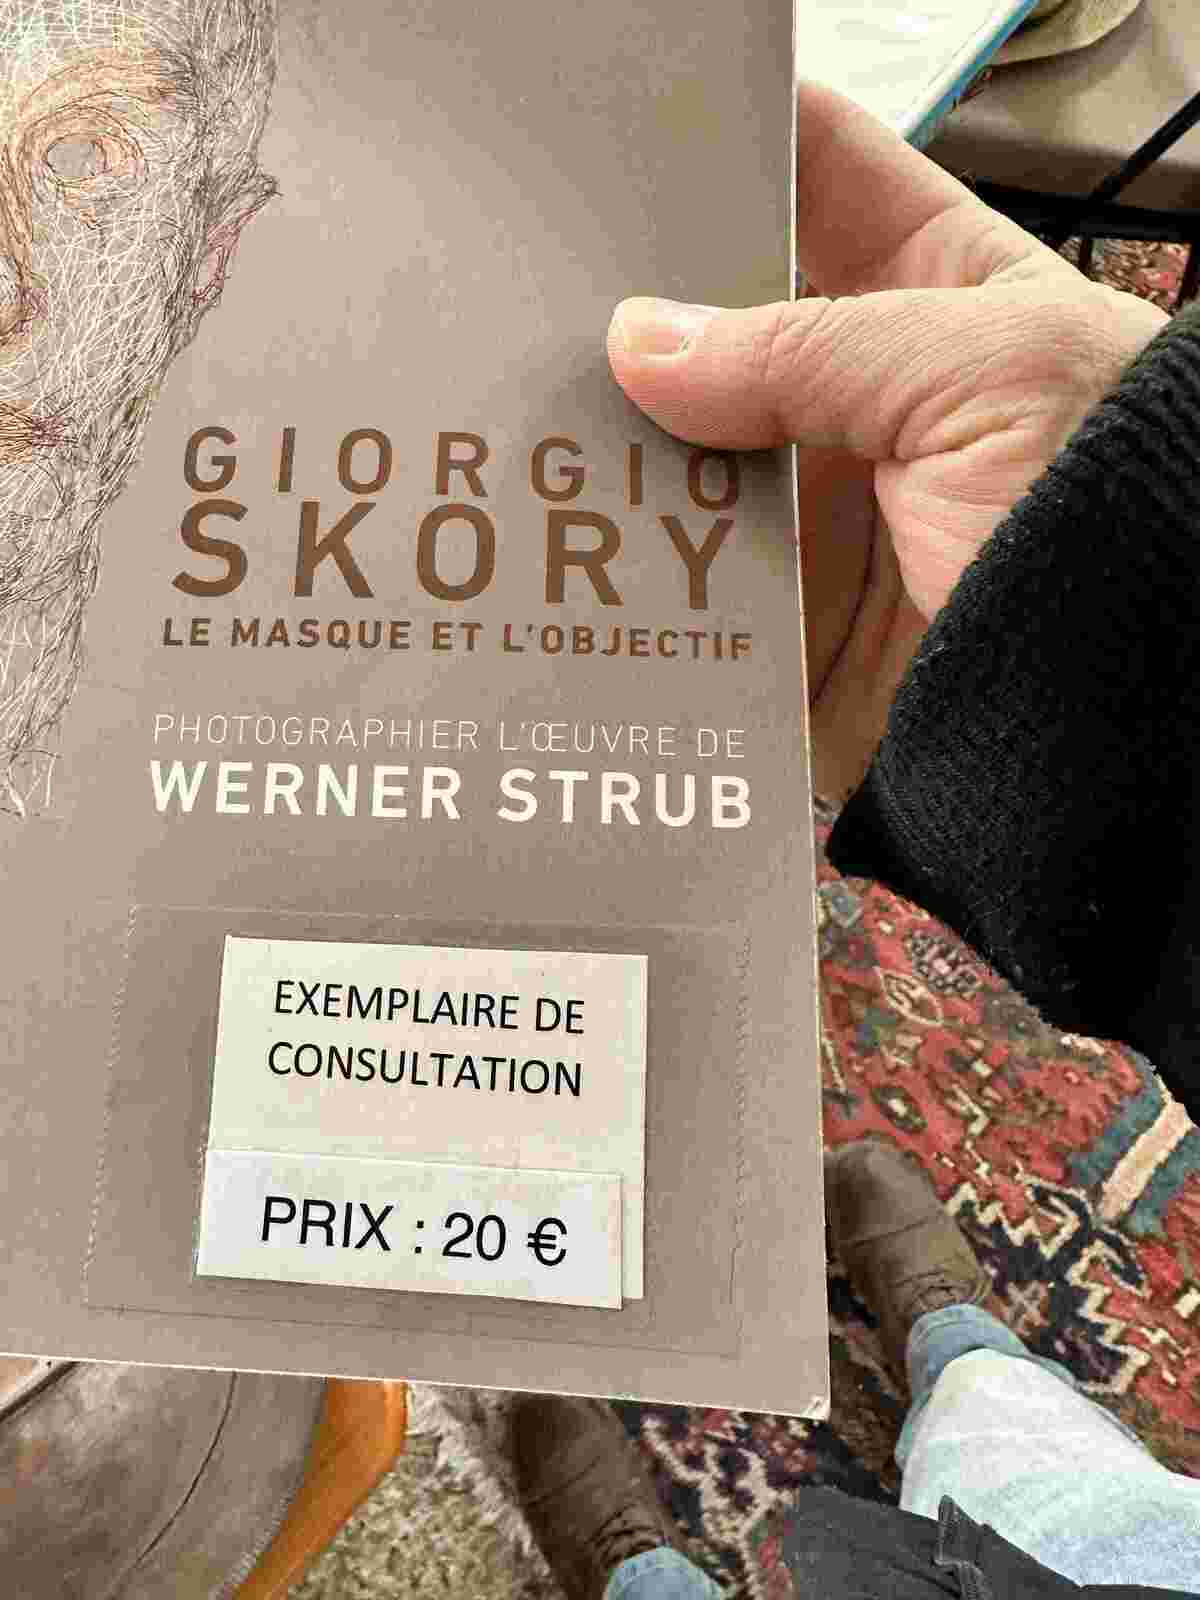 GIORGIO
SKORY
LE MASQUE ET L'OBJECTIF
PHOTOGRAPHIER L'ŒUVRE DE
WERNER STRUB
EXEMPLAIRE DE
CONSULTATION
PRIX : 20 €